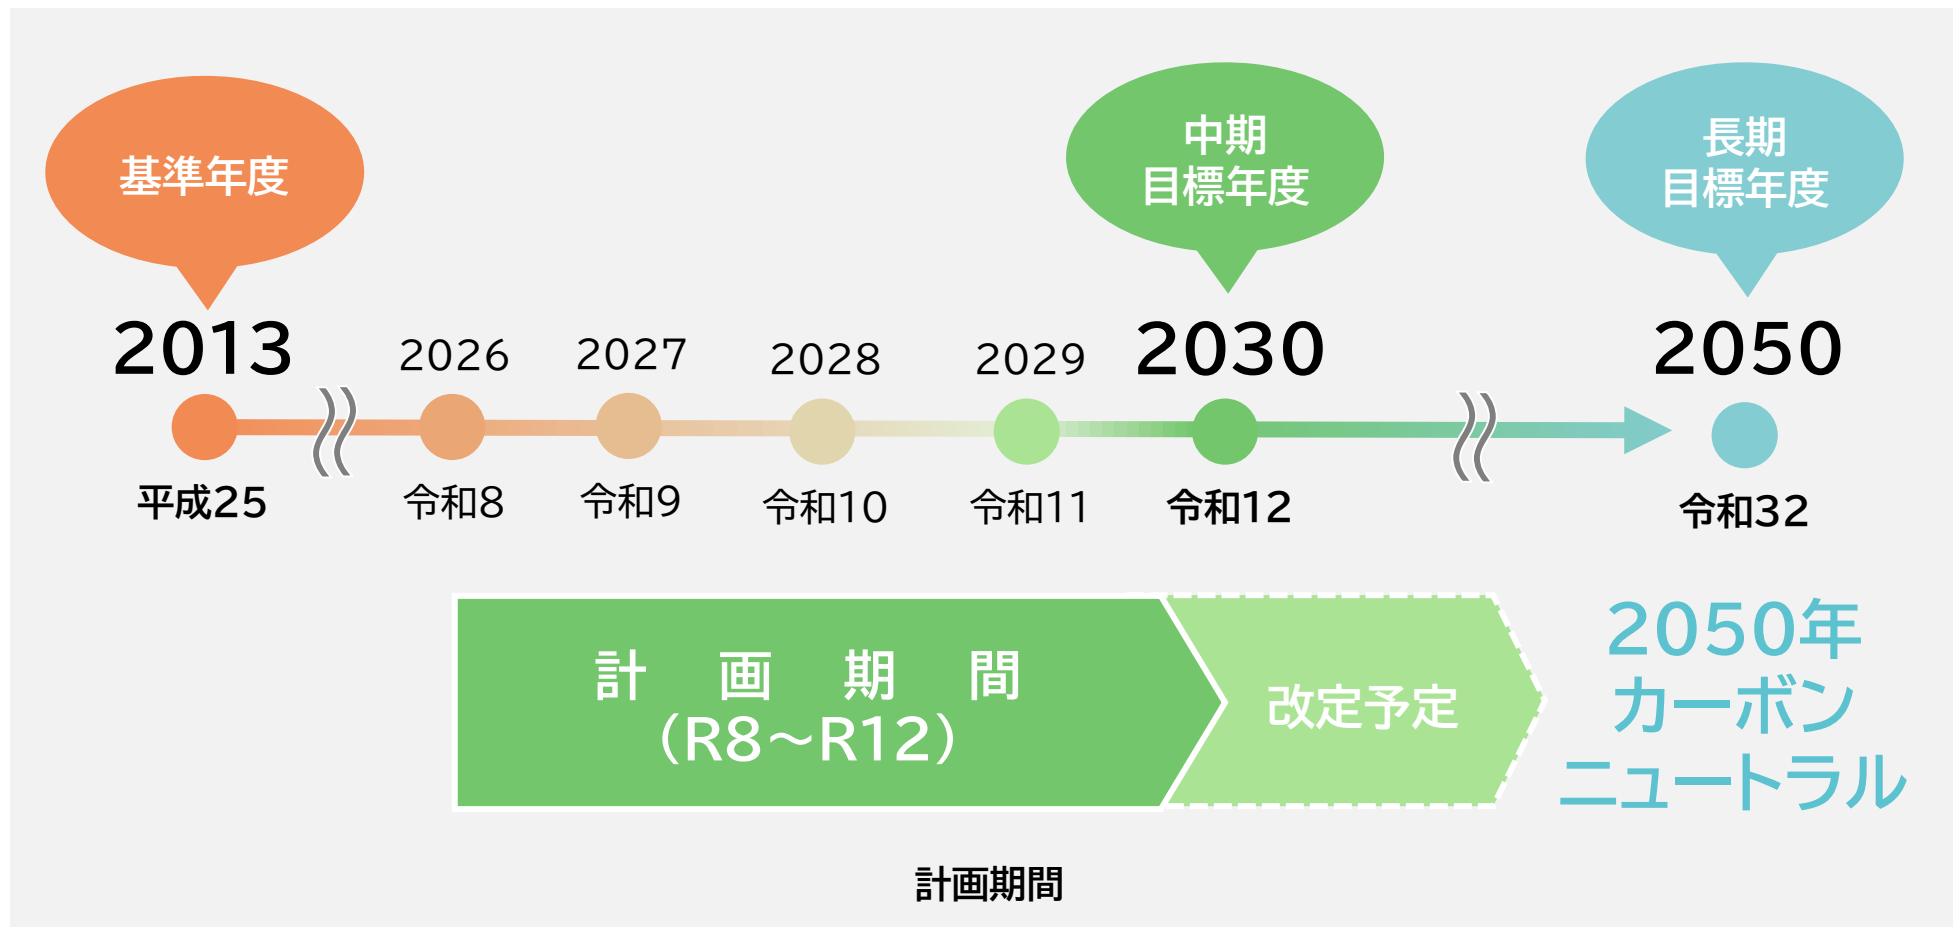 基準年度
中期
目標年度
長期
目標年度
2013
2026
2027
2028
2029
2030
2050
平成25
令和8
令和9
令和10
令和11
令和12
令和32
計画期間
（R8～R12）
改定予定
2050年
カーボン
ニュートラル
計画期間